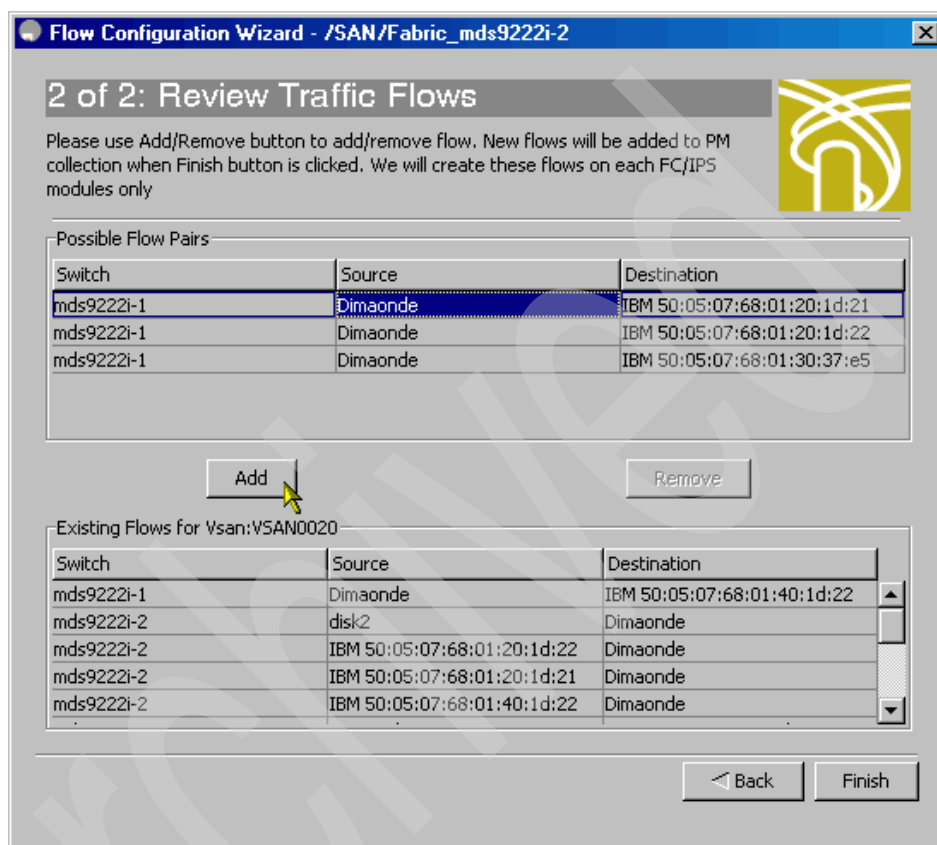 Flow Configuration Wizard - /SAN/Fabric_mds9222i-2
2 of 2: Review Traffic Flows
Please use Add/Remove button to add/remove flow. New flows will be added to PM
collection when Finish button is clicked. We will create these flows on each FC/IPS
modules only
Possible Flow Pairs
Switch Source Destination
mds9222i-1 Dimaonde IBM 50:05:07:68:01:20:1d:21
mds9222i-1 Dimaonde IBM 50:05:07:68:01:20:1d:22
mds9222i-1 Dimaonde IBM 50:05:07:68:01:30:37:e5
Add Remove
Existing Flows for Vsan:VSAN0020
Switch Source Destination
mds9222i-1 Dimaonde IBM 50:05:07:68:01:40:1d:22
mds9222i-2 disk2 Dimaonde
mds9222i-2 IBM 50:05:07:68:01:20:1d:22 Dimaonde
mds9222i-2 IBM 50:05:07:68:01:20:1d:21 Dimaonde
mds9222i-2 IBM 50:05:07:68:01:40:1d:22 Dimaonde
Back Finish